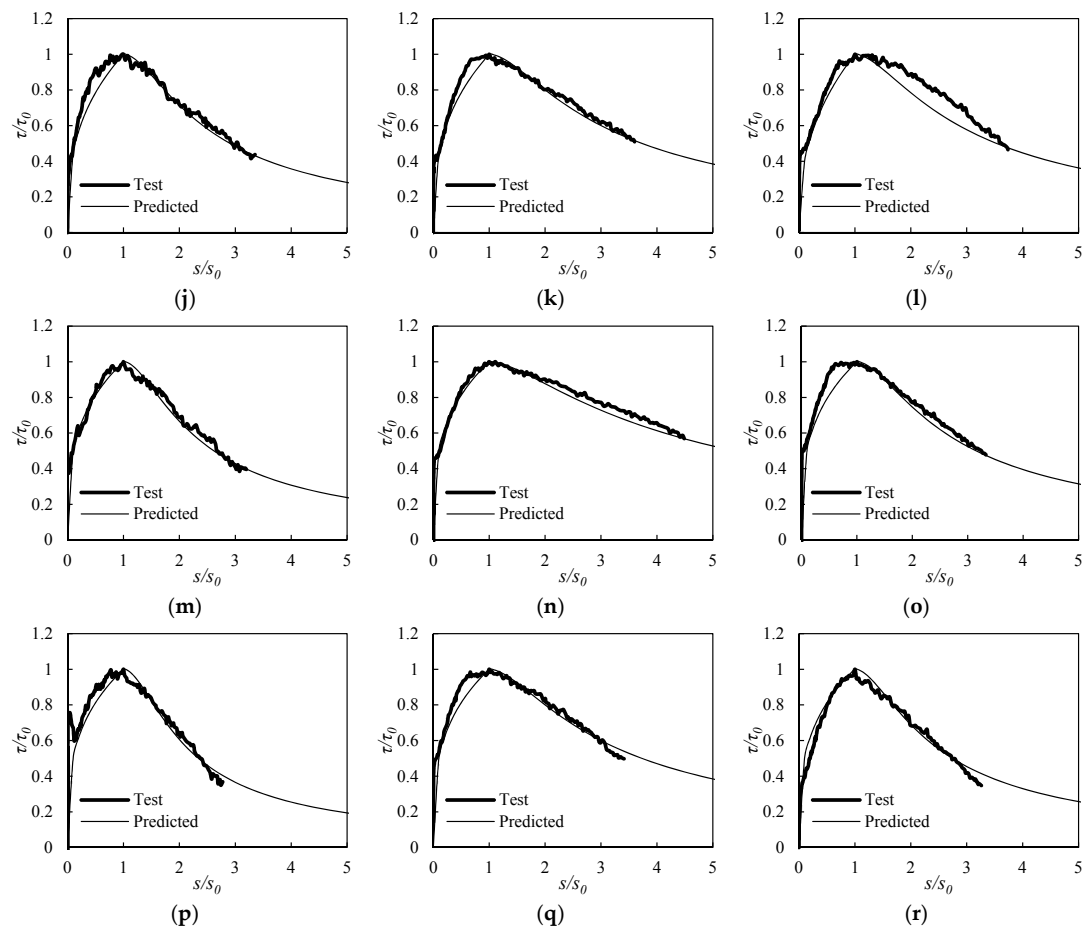 1.2 1.2 1.2
1 1 1
0.8 0.8 0.8
τ/τ0 τ/τ0 τ/τ0
0.6 0.6 0.6
0.4 0.4 0.4
Test Test Test
0.2 0.2 0.2
Predicted Predicted Predicted
0 0 0
0 1 2 3 4 5 0 1 2 3 4 5 0 1 2 3 4 5
s/s0 s/s0 s/s0
(j) (k) (l)
1.2 1.2 1.2
1 1 1
0.8 0.8 0.8
τ/τ0 τ/τ0 τ/τ0
0.6 0.6 0.6
0.4 0.4 0.4
Test Test Test
0.2 0.2 0.2
Predicted Predicted Predicted
0 0 0
0 1 2 3 4 5 0 1 2 3 4 5 0 1 2 3 4 5
s/s0 s/s0 s/s0
(m) (n) (o)
1.2 1.2 1.2
1 1 1
0.8 0.8 0.8
τ/τ0 τ/τ0 τ/τ0
0.6 0.6 0.6
0.4 0.4 0.4
Test Test Test
0.2 0.2 0.2
Predicted Predicted Predicted
0 0 0
0 1 2 3 4 5 0 1 2 3 4 5 0 1 2 3 4 5
s/s0 s/s0 s/s0
(p) (q) (r)